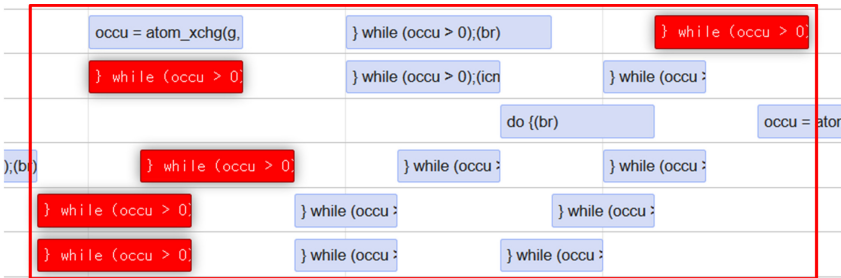 occu = atom_xchg(g, } while (occu > 0);(br) } while (occu > 0)
} while (occu > 0) } while (occu > 0);(icn } while (occu >
do {(br) occu = atom
);(br) } while (occu > 0) } while (occu > } while (occu >
} while (occu > 0) } while (occu > } while (occu >
} while (occu > 0) } while (occu > } while (occu >